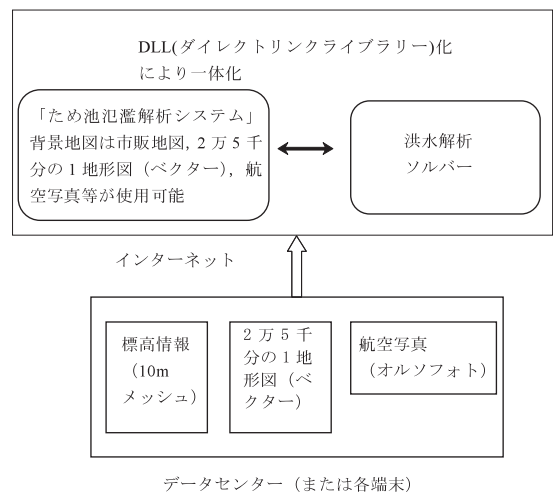 DLL(ダイレクトリンクライブラリー)化
により一体化
「ため池氾濫解析システム」
背景地図は市販地図，2万5千
分の1地形図（ベクター），航
空写真等が使用可能
洪水解析
ソルバー
インターネット
標高情報
（10m
メッシュ）
2万5千
分の1地
形図（ベ
クター）
航空写真
（オルソフォト）
データセンター（または各端末）